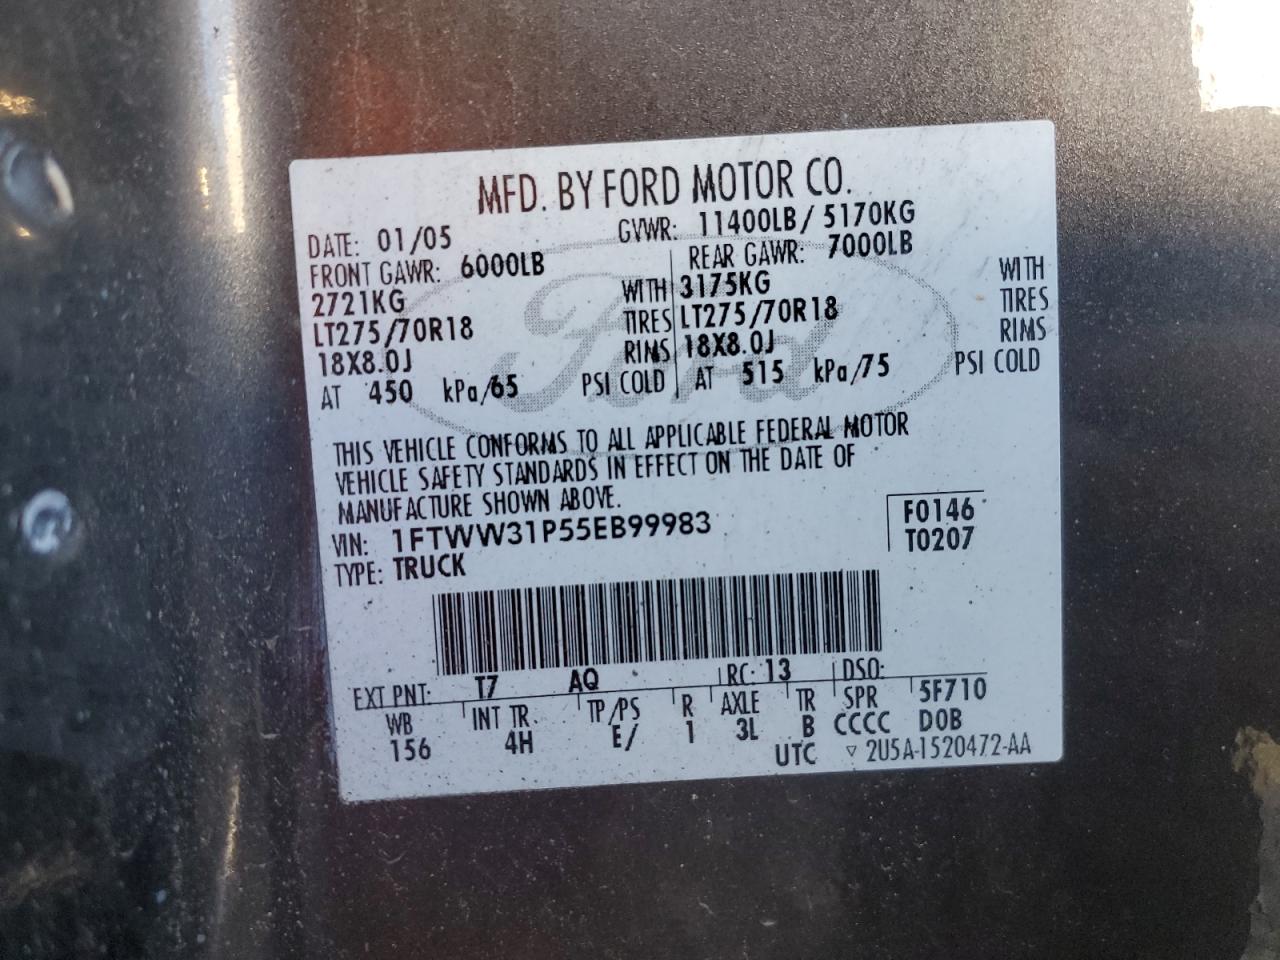 MFD. BY FORD MOTOR CO.
DATE: 01/05 GVWR: 11400LB/ 5170KG
FRONT GAWR: 6000LB REAR GAWR: 7000LB
2721KG WITH 3175KG WITH
LT275/70R18 TIRES LT275/70R18 TIRES
18X8.0J RIMS 18X8.0J RIMS
AT 450 kPa/65 PSI COLD AT 515 kPa/75 PSI COLD
Ford
THIS VEHICLE CONFORMS TO ALL APPLICABLE FEDERAL MOTOR
VEHICLE SAFETY STANDARDS IN EFFECT ON THE DATE OF
MANUFACTURE SHOWN ABOVE.
VIN: 1FTWW31P55EB99983 F0146
TYPE: TRUCK T0207
EXT PNT: T7 AQ RC: 13 DSO:
WB INT TR TP/PS R AXLE TR SPR 5F710
156 4H E/ 1 3L B CCCC DOB
UTC ▽ 2U5A-1520472-AA